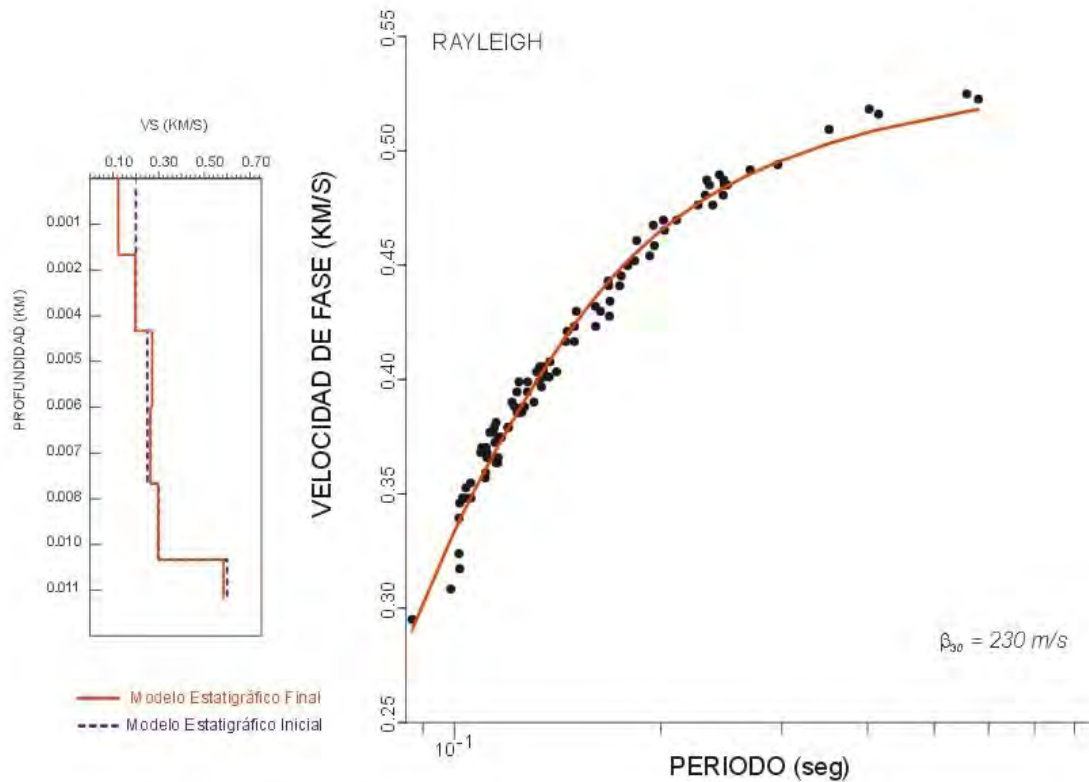 VS (KM/S)
0.10 0.30 0.50 0.70
PROFUNDIDAD (KM)
0.001
0.002
0.004
0.005
0.006
0.007
0.008
0.010
0.011
Modelo Estatigráfico Final
Modelo Estatigráfico Inicial
RAYLEIGH
VELOCIDAD DE FASE (KM/S)
0.55
0.50
0.45
0.40
0.35
0.30
0.25
β₃₀ = 230 m/s
10⁻¹
PERIODO (seg)